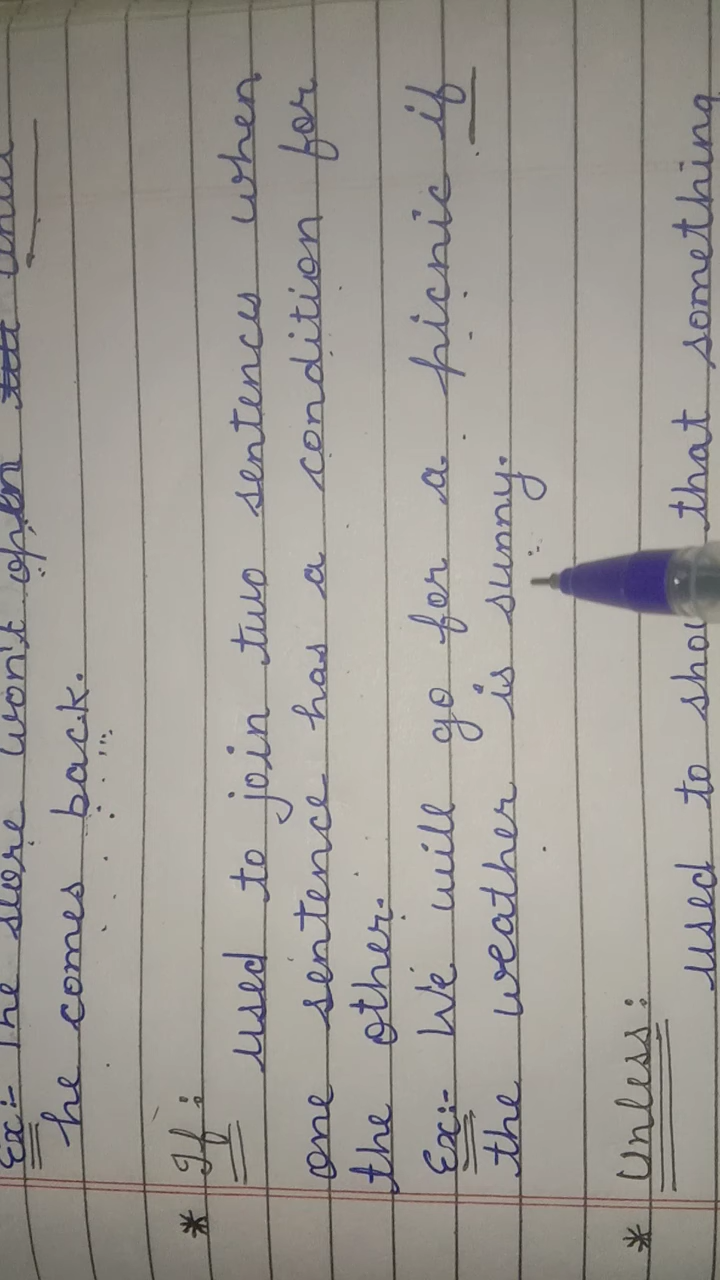 Ex:- The store won't open until
he comes back.
* If :
used to join two sentences when
one sentence has a condition for
the other.
Ex:- We will go for a picnic if
the weather is sunny.
* Unless :
used to that something